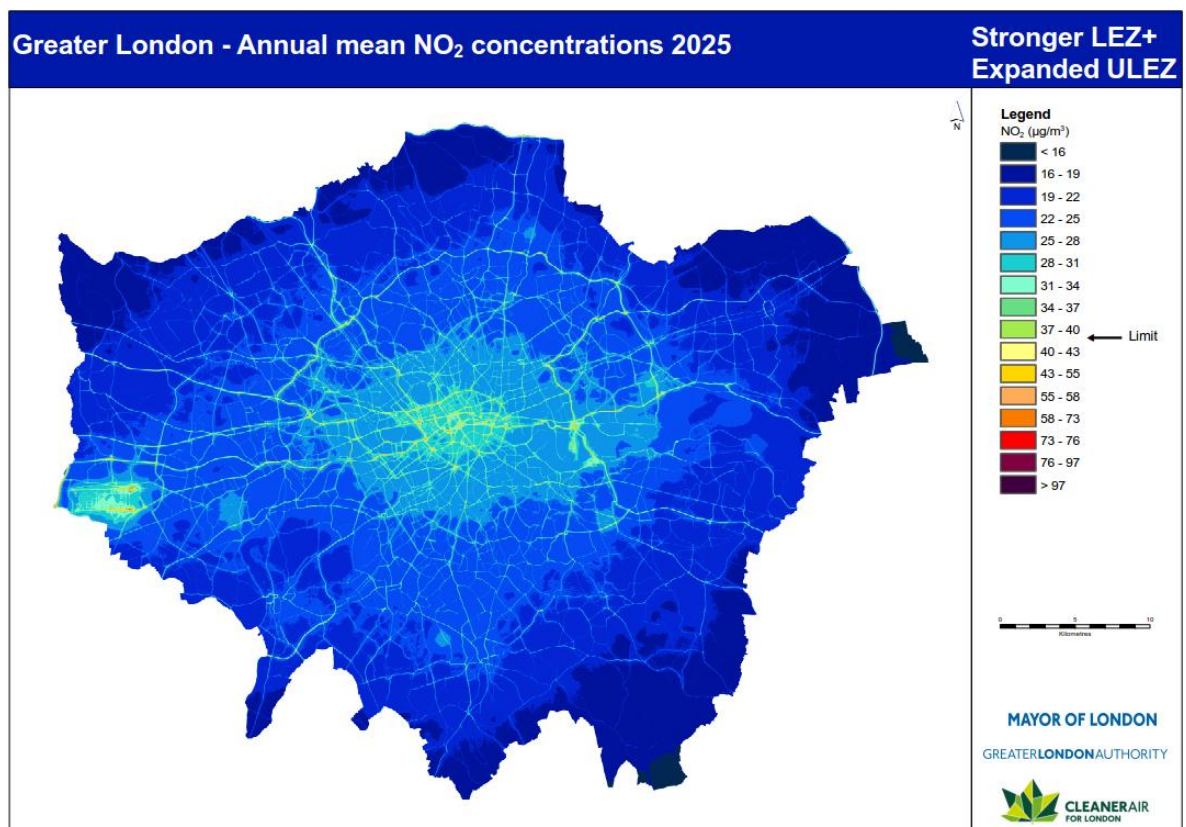 Greater London - Annual mean NO₂ concentrations 2025
Stronger LEZ+
Expanded ULEZ
N
Legend
NO₂ (µg/m³)
< 16
16 - 19
19 - 22
22 - 25
25 - 28
28 - 31
31 - 34
34 - 37
37 - 40
40 - 43
43 - 55
55 - 58
58 - 73
73 - 76
76 - 97
> 97
Limit
0 5 10
Kilometres
MAYOR OF LONDON
GREATERLONDONAUTHORITY
CLEANERAIR
FOR LONDON